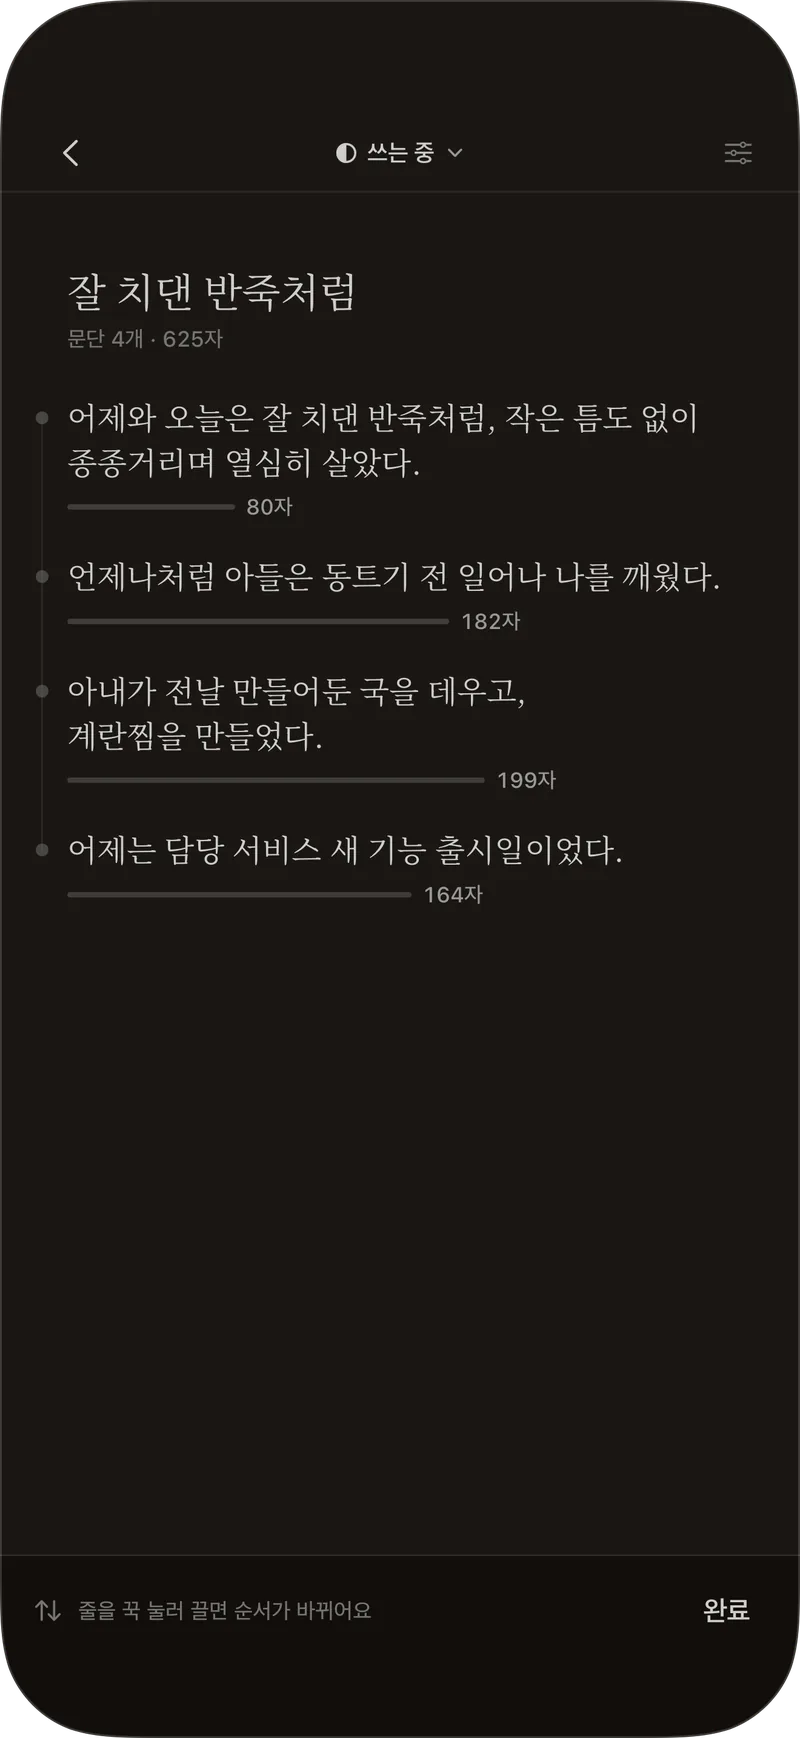 쓰는 중
잘 치댄 반죽처럼
문단 4개 · 625자
어제와 오늘은 잘 치댄 반죽처럼, 작은 틈도 없이
종종거리며 열심히 살았다.
80자
언제나처럼 아들은 동트기 전 일어나 나를 깨웠다.
182자
아내가 전날 만들어둔 국을 데우고,
계란찜을 만들었다.
199자
어제는 담당 서비스 새 기능 출시일이었다.
164자
줄을 꾹 눌러 끌면 순서가 바뀌어요
완료